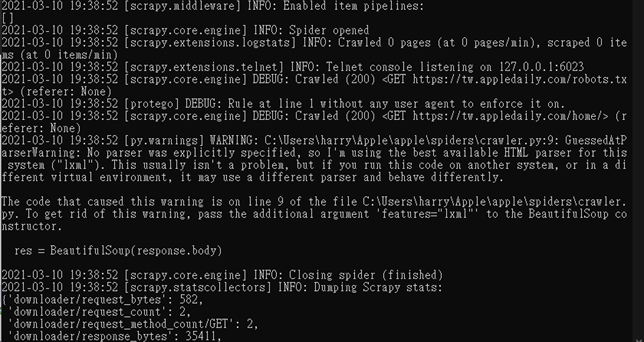 2021-03-10 19:38:52 [scrapy.middleware] INFO: Enabled item pipelines:
[]
2021-03-10 19:38:52 [scrapy.core.engine] INFO: Spider opened
2021-03-10 19:38:52 [scrapy.extensions.logstats] INFO: Crawled 0 pages (at 0 pages/min), scraped 0 ite
ms (at 0 items/min)
2021-03-10 19:38:52 [scrapy.extensions.telnet] INFO: Telnet console listening on 127.0.0.1:6023
2021-03-10 19:38:52 [scrapy.core.engine] DEBUG: Crawled (200) <GET https://tw.appledaily.com/robots.tx
t> (referer: None)
2021-03-10 19:38:52 [protego] DEBUG: Rule at line 1 without any user agent to enforce it on.
2021-03-10 19:38:52 [scrapy.core.engine] DEBUG: Crawled (200) <GET https://tw.appledaily.com/home/> (r
eferer: None)
2021-03-10 19:38:52 [py.warnings] WARNING: C:\Users\harry\Apple\apple\spiders\crawler.py:9: GuessedAtP
arserWarning: No parser was explicitly specified, so I'm using the best available HTML parser for this
 system ("lxml"). This usually isn't a problem, but if you run this code on another system, or in a di
fferent virtual environment, it may use a different parser and behave differently.

The code that caused this warning is on line 9 of the file C:\Users\harry\Apple\apple\spiders\crawler.
py. To get rid of this warning, pass the additional argument 'features="lxml"' to the BeautifulSoup co
nstructor.

  res = BeautifulSoup(response.body)

2021-03-10 19:38:52 [scrapy.core.engine] INFO: Closing spider (finished)
2021-03-10 19:38:52 [scrapy.statscollectors] INFO: Dumping Scrapy stats:
{'downloader/request_bytes': 582,
 'downloader/request_count': 2,
 'downloader/request_method_count/GET': 2,
 'downloader/response_bytes': 35411,